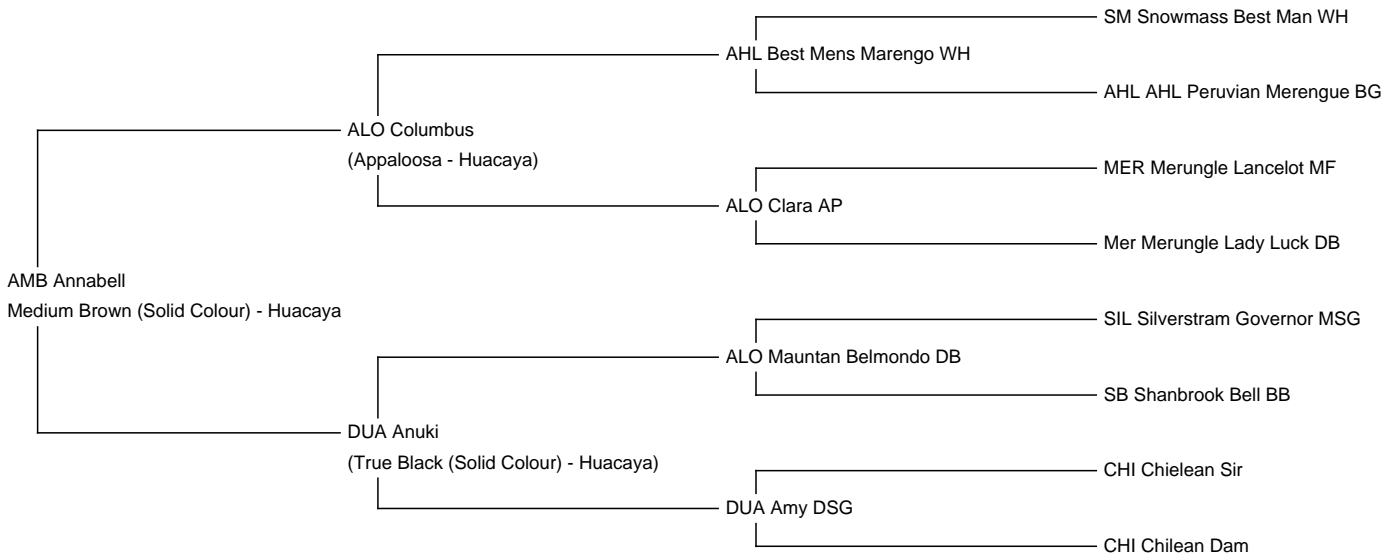 SM Snowmass Best Man WH
AHL Best Mens Marengo WH
AHL AHL Peruvian Merengue BG
ALO Columbus
(Appaloosa - Huacaya)
MER Merungle Lancelot MF
ALO Clara AP
Mer Merungle Lady Luck DB
AMB Annabell
Medium Brown (Solid Colour) - Huacaya
SIL Silverstram Governor MSG
ALO Mauntan Belmondo DB
SB Shanbrook Bell BB
DUA Anuki
(True Black (Solid Colour) - Huacaya)
CHI Chielean Sir
DUA Amy DSG
CHI Chilean Dam